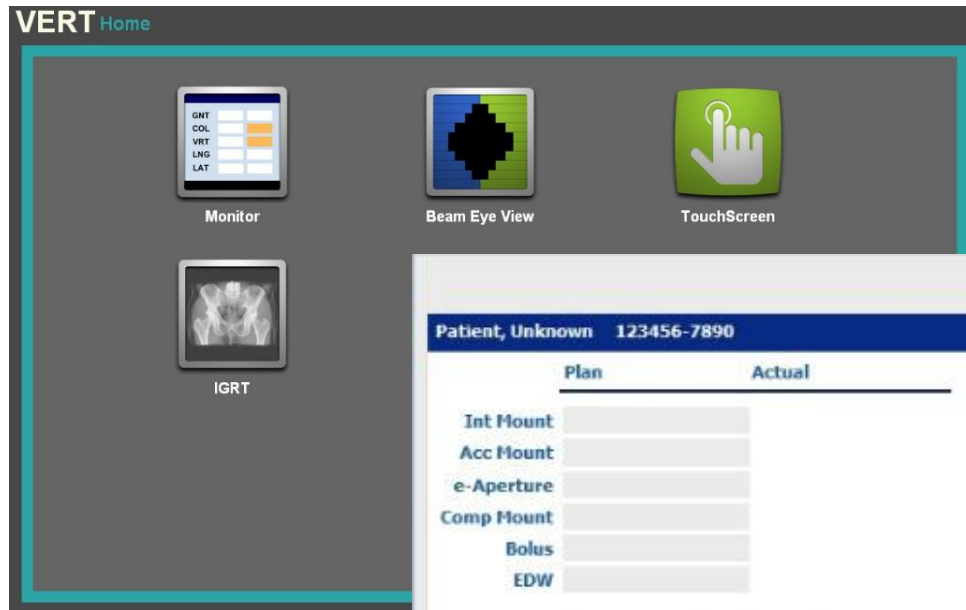 VERT Home
GNT
COL
VRT
LNG
LAT
Monitor
Beam Eye View
TouchScreen
IGRT
Patient, Unknown 123456-7890
Plan Actual
Int Mount
Acc Mount
e-Aperture
Comp Mount
Bolus
EDW